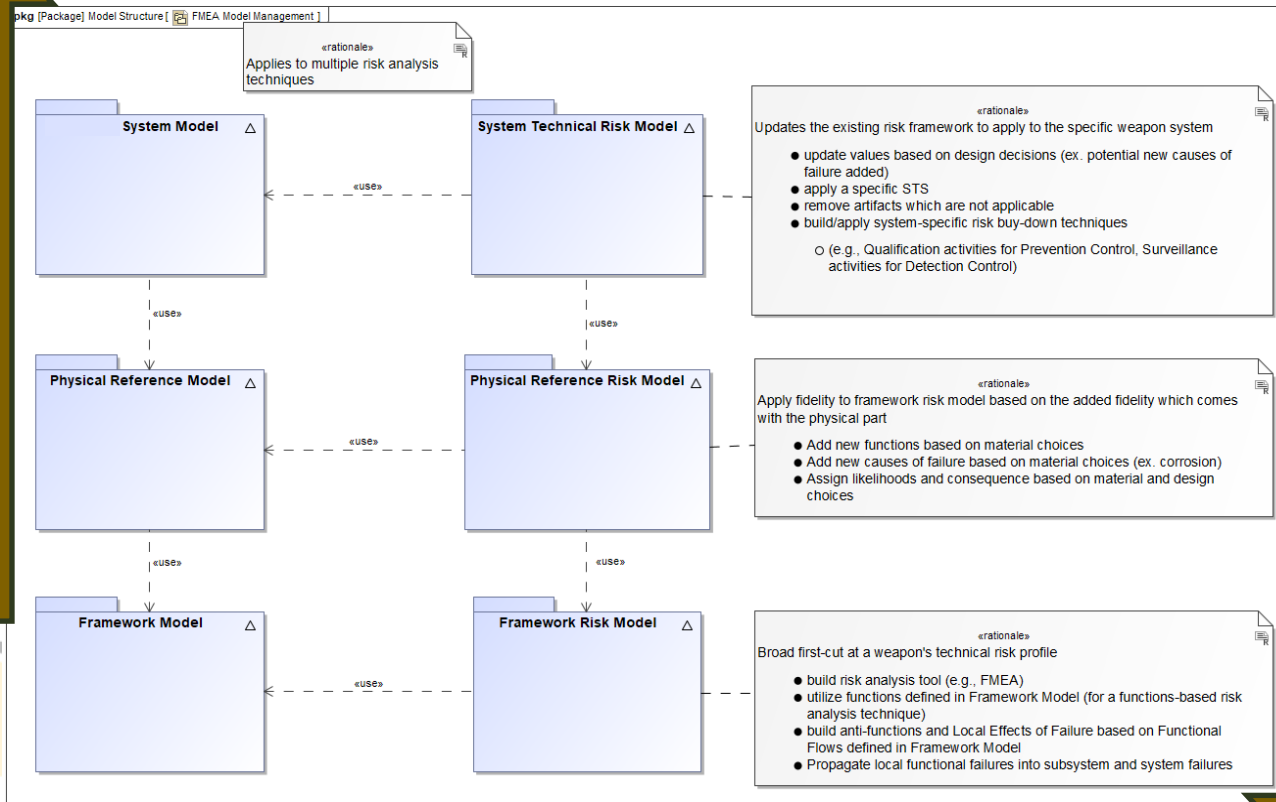 pkg [Package] Model Structure [ FMEA Model Management ]
«rationale»
Applies to multiple risk analysis
techniques
System Model
System Technical Risk Model
«use»
«rationale»
Updates the existing risk framework to apply to the specific weapon system
● update values based on design decisions (ex. potential new causes of
failure added)
● apply a specific STS
● remove artifacts which are not applicable
● build/apply system-specific risk buy-down techniques
○ (e.g., Qualification activities for Prevention Control, Surveillance
activities for Detection Control)
«use»
«use»
Physical Reference Model
Physical Reference Risk Model
«use»
«rationale»
Apply fidelity to framework risk model based on the added fidelity which comes
with the physical part
● Add new functions based on material choices
● Add new causes of failure based on material choices (ex. corrosion)
● Assign likelihoods and consequence based on material and design
choices
«use»
«use»
Framework Model
Framework Risk Model
«use»
«rationale»
Broad first-cut at a weapon's technical risk profile
● build risk analysis tool (e.g., FMEA)
● utilize functions defined in Framework Model (for a functions-based risk
analysis technique)
● build anti-functions and Local Effects of Failure based on Functional
Flows defined in Framework Model
● Propagate local functional failures into subsystem and system failures